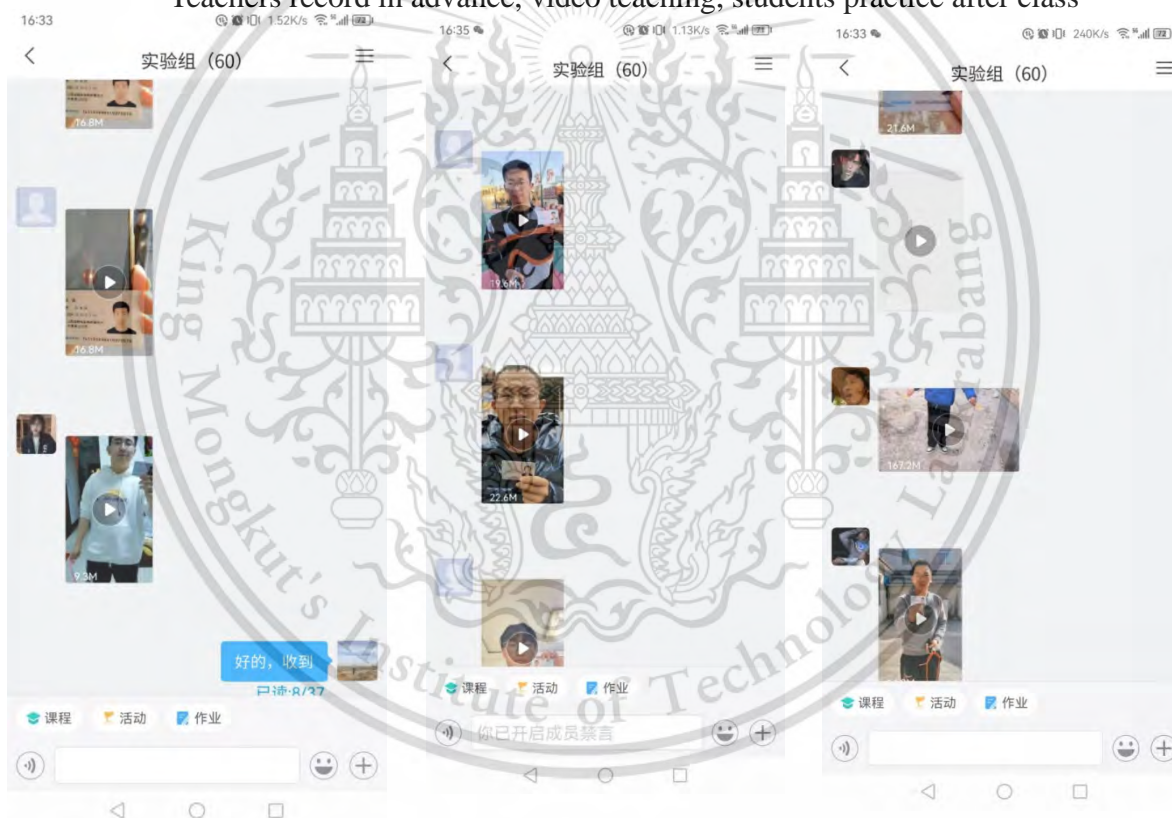 Teachers record in advance, video teaching, students practice after class
16:33
1.52K/s
72
实验组（60）
16.8M
16.8M
9.3M
好的，收到
已读:8/37
课程
活动
作业
16:35
1.13K/s
72
实验组（60）
19.6M
22.6M
课程
活动
作业
你已开启成员禁言
16:33
240K/s
72
实验组（60）
21.6M
167.2M
课程
活动
作业
King Mongkut's Institute of Technology Ladkrabang